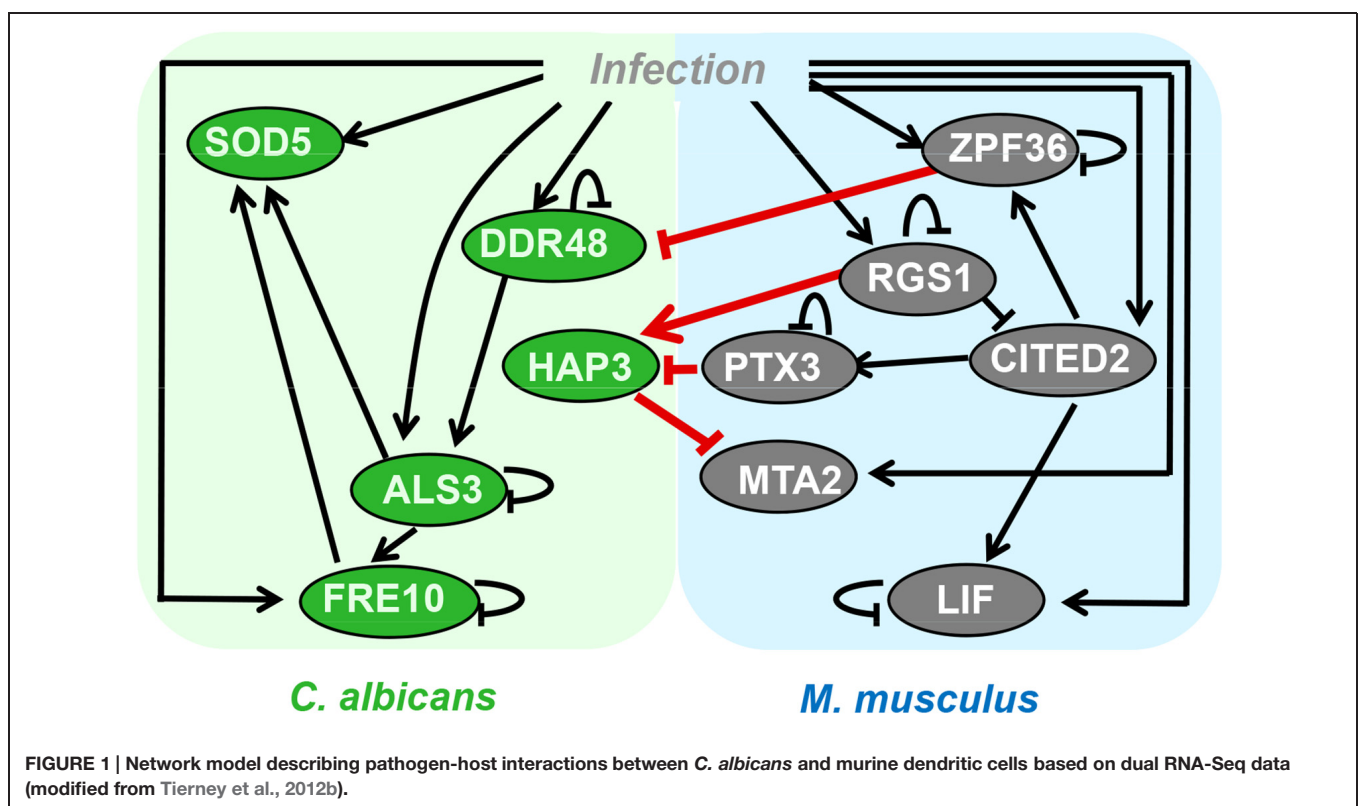 Infection
SOD5
ZPF36
DDR48
RGS1
HAP3
PTX3
CITED2
ALS3
MTA2
FRE10
LIF
C. albicans
M. musculus
FIGURE 1 | Network model describing pathogen-host interactions between C. albicans and murine dendritic cells based on dual RNA-Seq data
(modified from Tierney et al., 2012b).